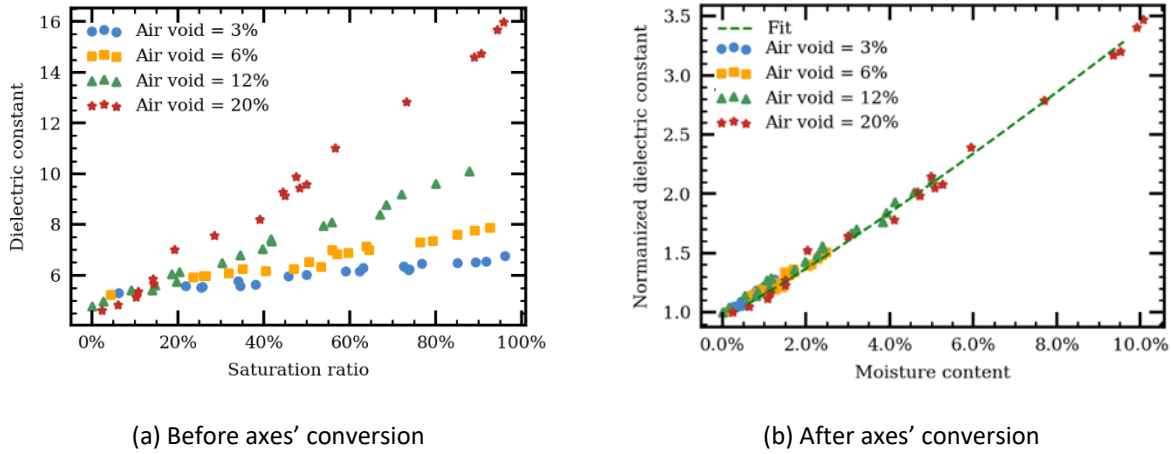 16
14
12
10
8
6
Dielectric constant
Air void = 3%
Air void = 6%
Air void = 12%
Air void = 20%
0% 20% 40% 60% 80% 100%
Saturation ratio
(a) Before axes’ conversion
3.5
3.0
2.5
2.0
1.5
1.0
Normanized dielectric constant
Fit
Air void = 3%
Air void = 6%
Air void = 12%
Air void = 20%
0.0% 2.0% 4.0% 6.0% 8.0% 10.0%
Moisture content
(b) After axes’ conversion